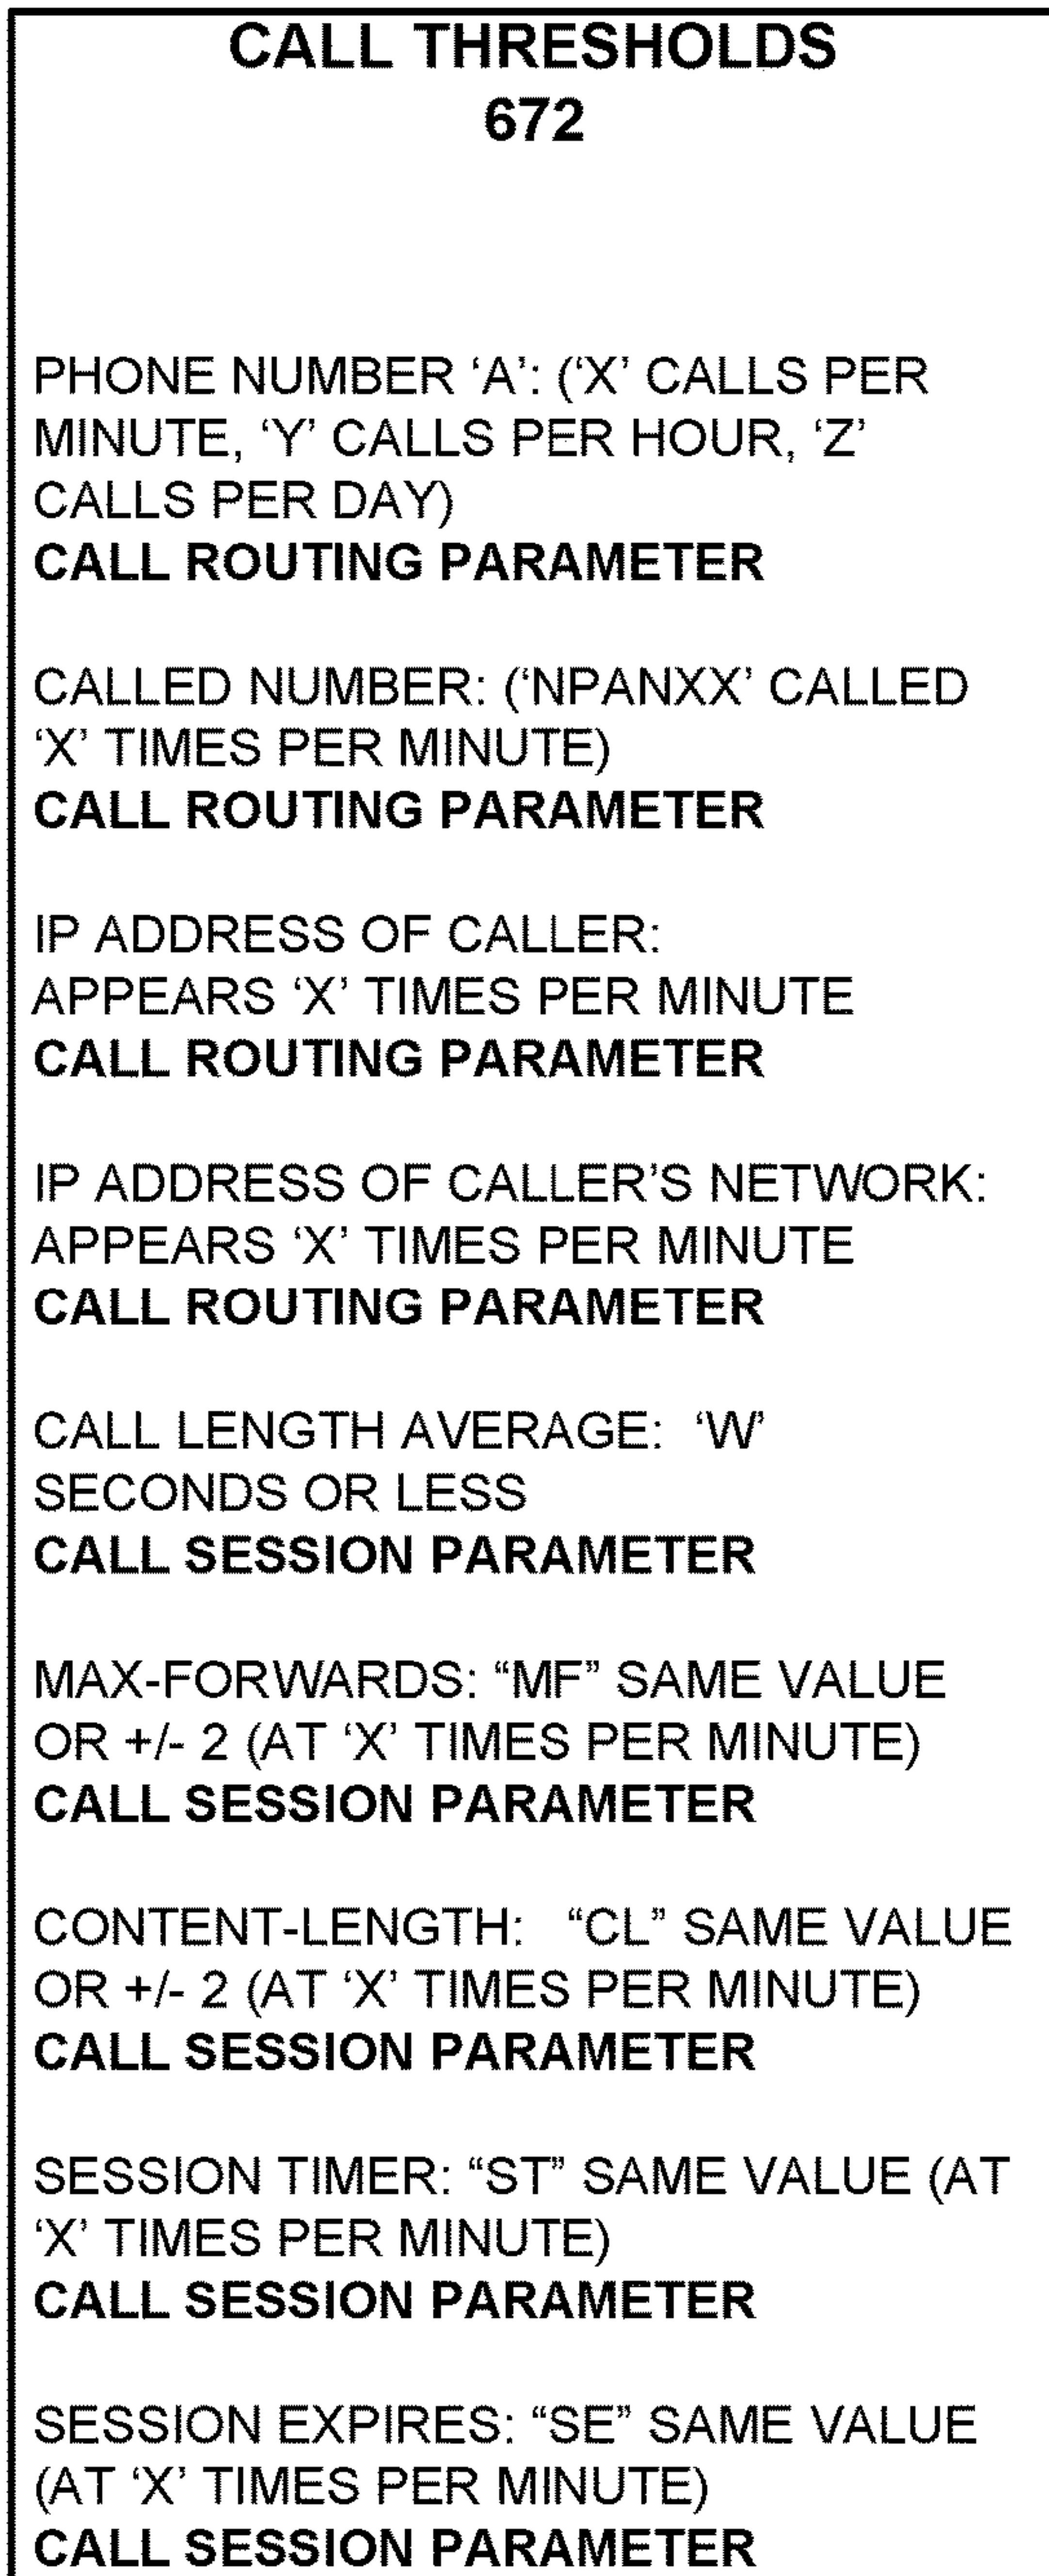 CALL THRESHOLDS
672
PHONE NUMBER ‘A’: (‘X’ CALLS PER
MINUTE, ‘Y’ CALLS PER HOUR, ‘Z’
CALLS PER DAY)
CALL ROUTING PARAMETER
CALLED NUMBER: (‘NPANXX’ CALLED
‘X’ TIMES PER MINUTE)
CALL ROUTING PARAMETER
IP ADDRESS OF CALLER:
APPEARS ‘X’ TIMES PER MINUTE
CALL ROUTING PARAMETER
IP ADDRESS OF CALLER’S NETWORK:
APPEARS ‘X’ TIMES PER MINUTE
CALL ROUTING PARAMETER
CALL LENGTH AVERAGE:  ‘W’
SECONDS OR LESS
CALL SESSION PARAMETER
MAX-FORWARDS: “MF” SAME VALUE
OR +/- 2 (AT ‘X’ TIMES PER MINUTE)
CALL SESSION PARAMETER
CONTENT-LENGTH:  “CL” SAME VALUE
OR +/- 2 (AT ‘X’ TIMES PER MINUTE)
CALL SESSION PARAMETER
SESSION TIMER: “ST” SAME VALUE (AT
‘X’ TIMES PER MINUTE)
CALL SESSION PARAMETER
SESSION EXPIRES: “SE” SAME VALUE
(AT ‘X’ TIMES PER MINUTE)
CALL SESSION PARAMETER